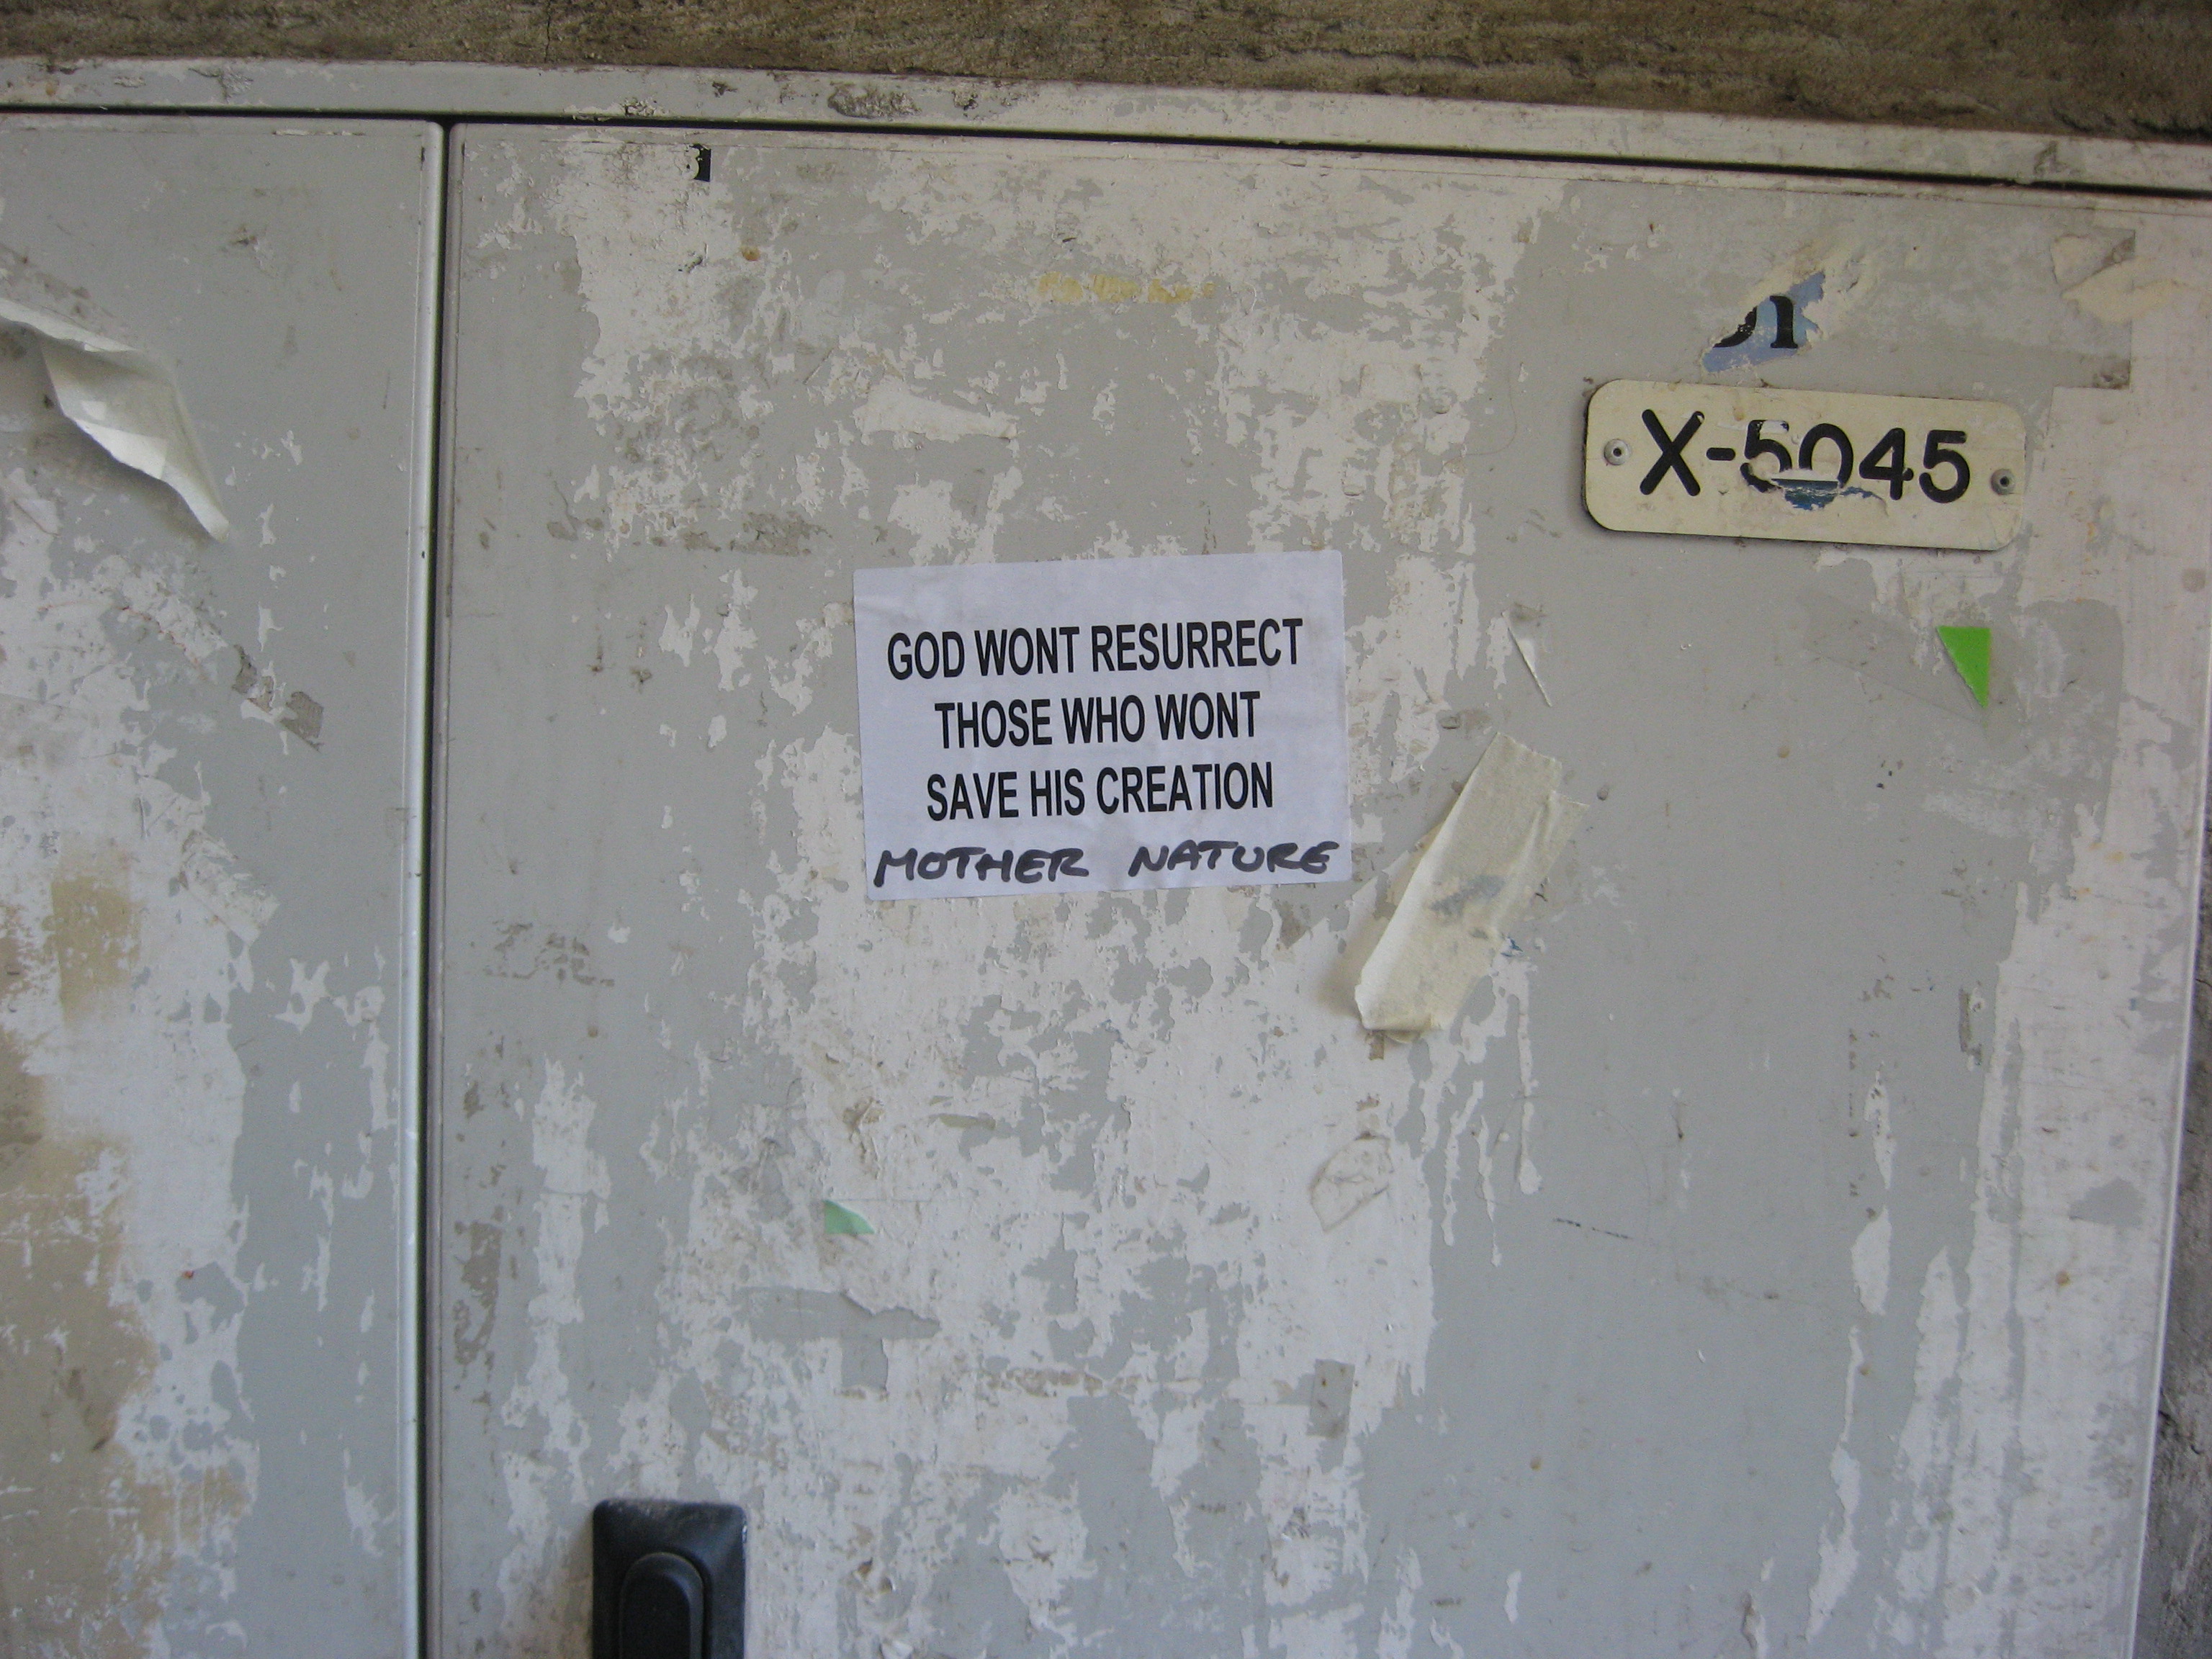 X-5045
GOD WONT RESURRECT
THOSE WHO WONT
SAVE HIS CREATION
MOTHER NATURE